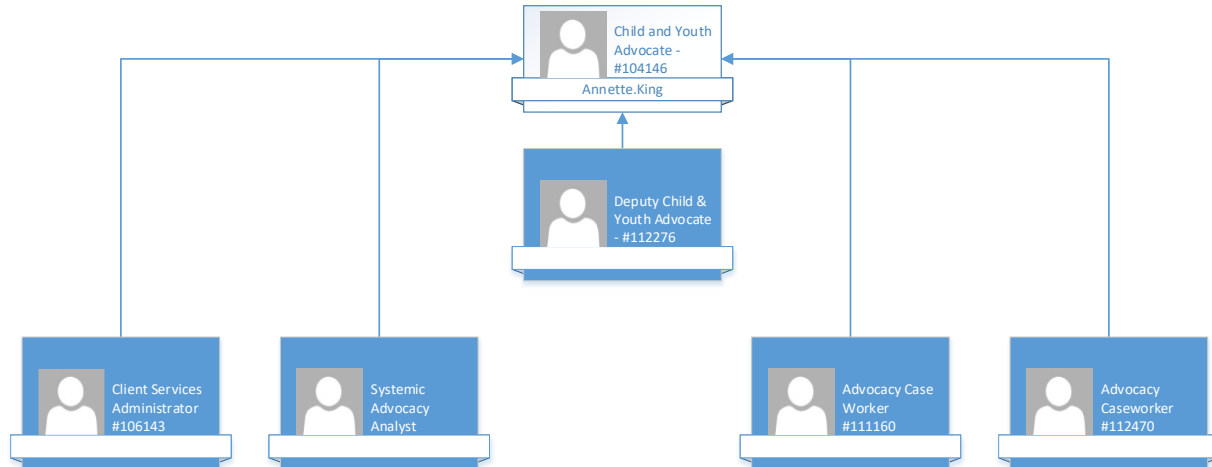 Child and Youth
Advocate -
#104146
Annette.King
Deputy Child &
Youth Advocate
- #112276
Client Services
Administrator
#106143
Systemic
Advocacy
Analyst
Advocacy Case
Worker
#111160
Advocacy
Caseworker
#112470